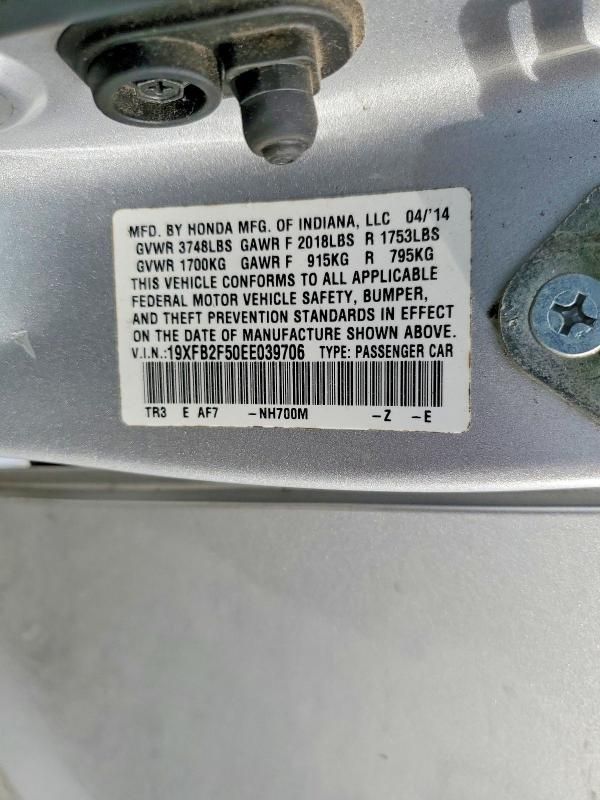 MFD. BY HONDA MFG. OF INDIANA, LLC 04/'14
GVWR 3748LBS GAWR F 2018LBS R 1753LBS
GVWR 1700KG GAWR F 915KG R 795KG
THIS VEHICLE CONFORMS TO ALL APPLICABLE
FEDERAL MOTOR VEHICLE SAFETY, BUMPER,
AND THEFT PREVENTION STANDARDS IN EFFECT
ON THE DATE OF MANUFACTURE SHOWN ABOVE.
V.I.N.:19XFB2F50EE039706 TYPE: PASSENGER CAR
TR3 E AF7 -NH700M -Z -E